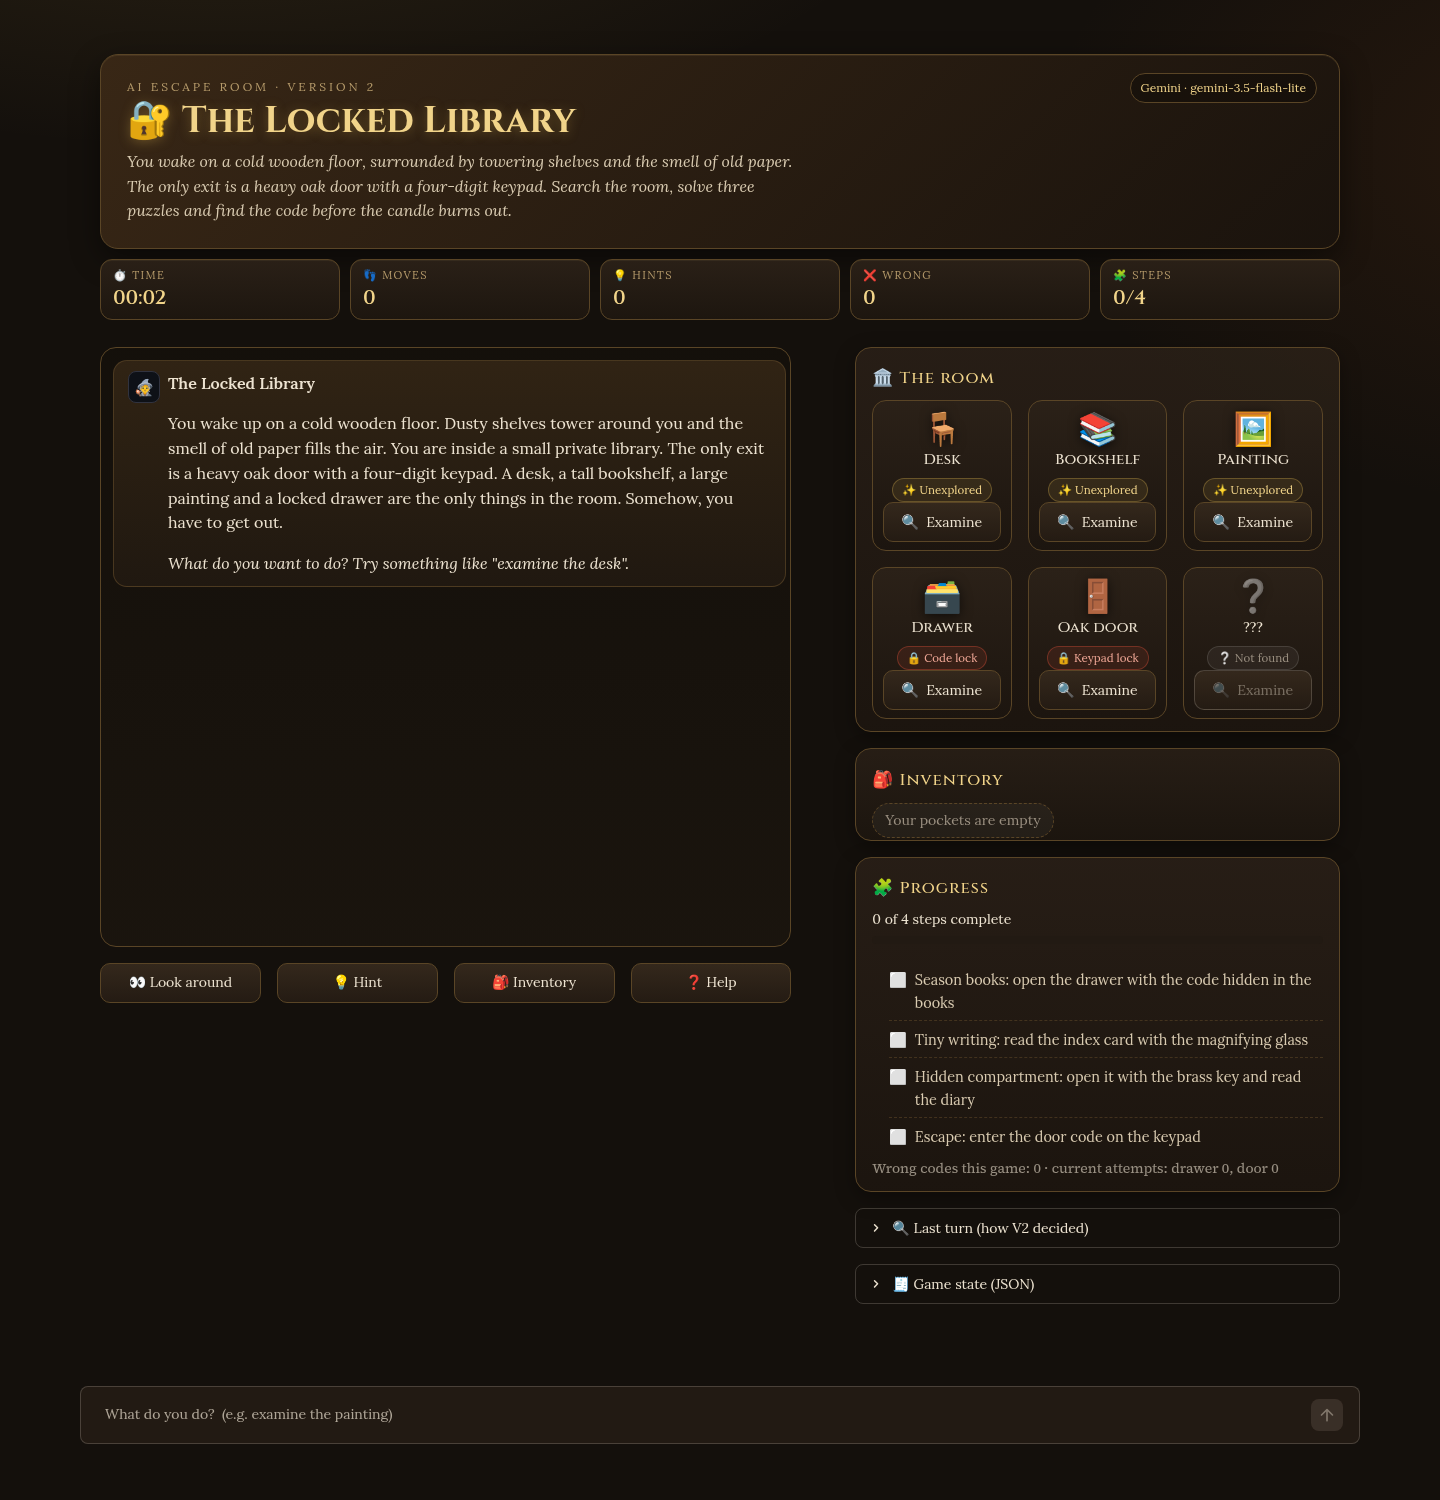 AI ESCAPE ROOM · VERSION 2
Gemini · gemini-3.5-flash-lite
🔐 The Locked Library
You wake on a cold wooden floor, surrounded by towering shelves and the smell of old paper.
The only exit is a heavy oak door with a four-digit keypad. Search the room, solve three
puzzles and find the code before the candle burns out.
⏱️ TIME
00:02
👣 MOVES
0
💡 HINTS
0
❌ WRONG
0
🧩 STEPS
0/4
The Locked Library
You wake up on a cold wooden floor. Dusty shelves tower around you and the
smell of old paper fills the air. You are inside a small private library. The only exit
is a heavy oak door with a four-digit keypad. A desk, a tall bookshelf, a large
painting and a locked drawer are the only things in the room. Somehow, you
have to get out.
What do you want to do? Try something like "examine the desk".
👀 Look around
💡 Hint
🎒 Inventory
❓ Help
🏛️ The room
Desk
✨ Unexplored
🔍 Examine
Bookshelf
✨ Unexplored
🔍 Examine
Painting
✨ Unexplored
🔍 Examine
Drawer
🔒 Code lock
🔍 Examine
Oak door
🔒 Keypad lock
🔍 Examine
❔
???
❔ Not found
🔍 Examine
🎒 Inventory
Your pockets are empty
🧩 Progress
0 of 4 steps complete
⬜ Season books: open the drawer with the code hidden in the
books
⬜ Tiny writing: read the index card with the magnifying glass
⬜ Hidden compartment: open it with the brass key and read
the diary
⬜ Escape: enter the door code on the keypad
Wrong codes this game: 0 · current attempts: drawer 0, door 0
🔍 Last turn (how V2 decided)
🧾 Game state (JSON)
What do you do? (e.g. examine the painting)